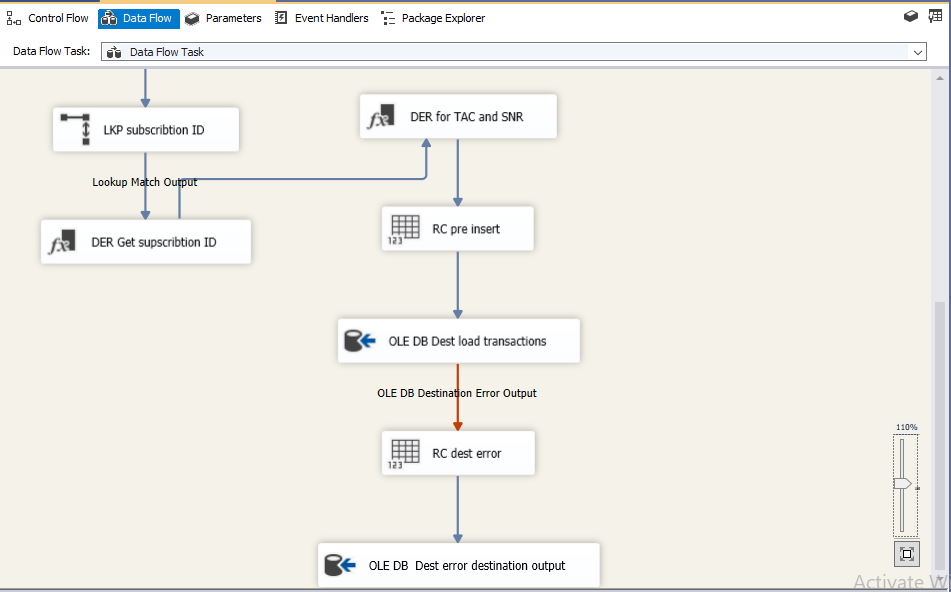 Control Flow Data Flow Parameters Event Handlers Package Explorer
Data Flow Task: Data Flow Task
LKP subscribtion ID
Lookup Match Output
DER Get supscribtion ID
DER for TAC and SNR
RC pre insert
123
OLE DB Dest load transactions
OLE DB Destination Error Output
RC dest error
123
OLE DB Dest error destination output
110%
Activate W